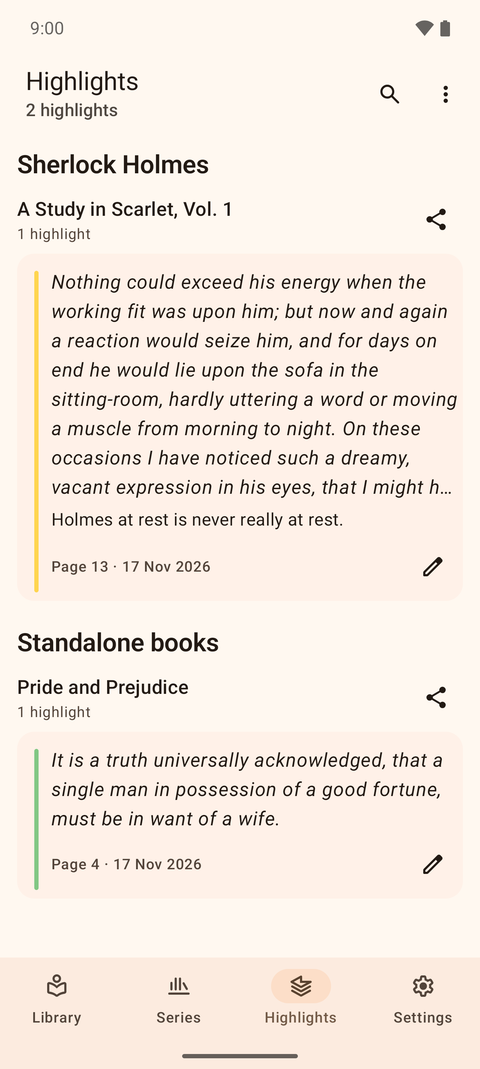 9:00
Highlights
2 highlights
Sherlock Holmes
A Study in Scarlet, Vol. 1
1 highlight
Nothing could exceed his energy when the
working fit was upon him; but now and again
a reaction would seize him, and for days on
end he would lie upon the sofa in the
sitting-room, hardly uttering a word or moving
a muscle from morning to night. On these
occasions I have noticed such a dreamy,
vacant expression in his eyes, that I might h…
Holmes at rest is never really at rest.
Page 13 · 17 Nov 2026
Standalone books
Pride and Prejudice
1 highlight
It is a truth universally acknowledged, that a
single man in possession of a good fortune,
must be in want of a wife.
Page 4 · 17 Nov 2026
Library
Series
Highlights
Settings